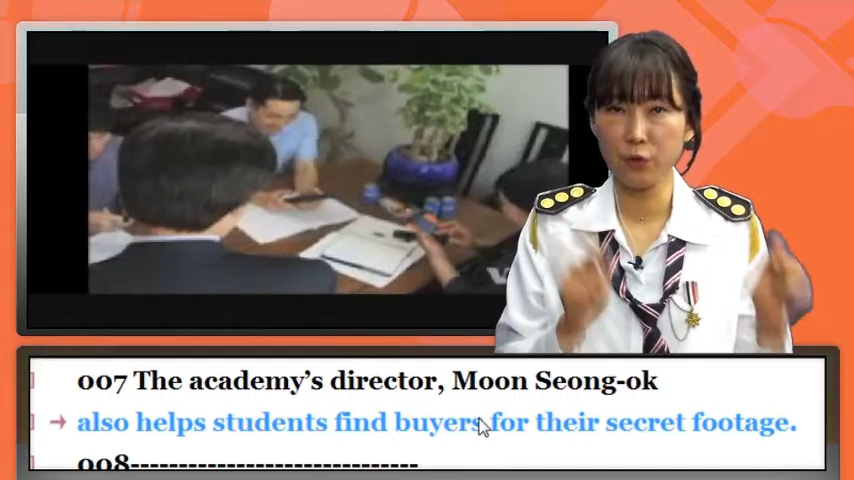 007 The academy's director, Moon Seong-ok
→ also helps students find buyers for their secret footage.
008------------------------------